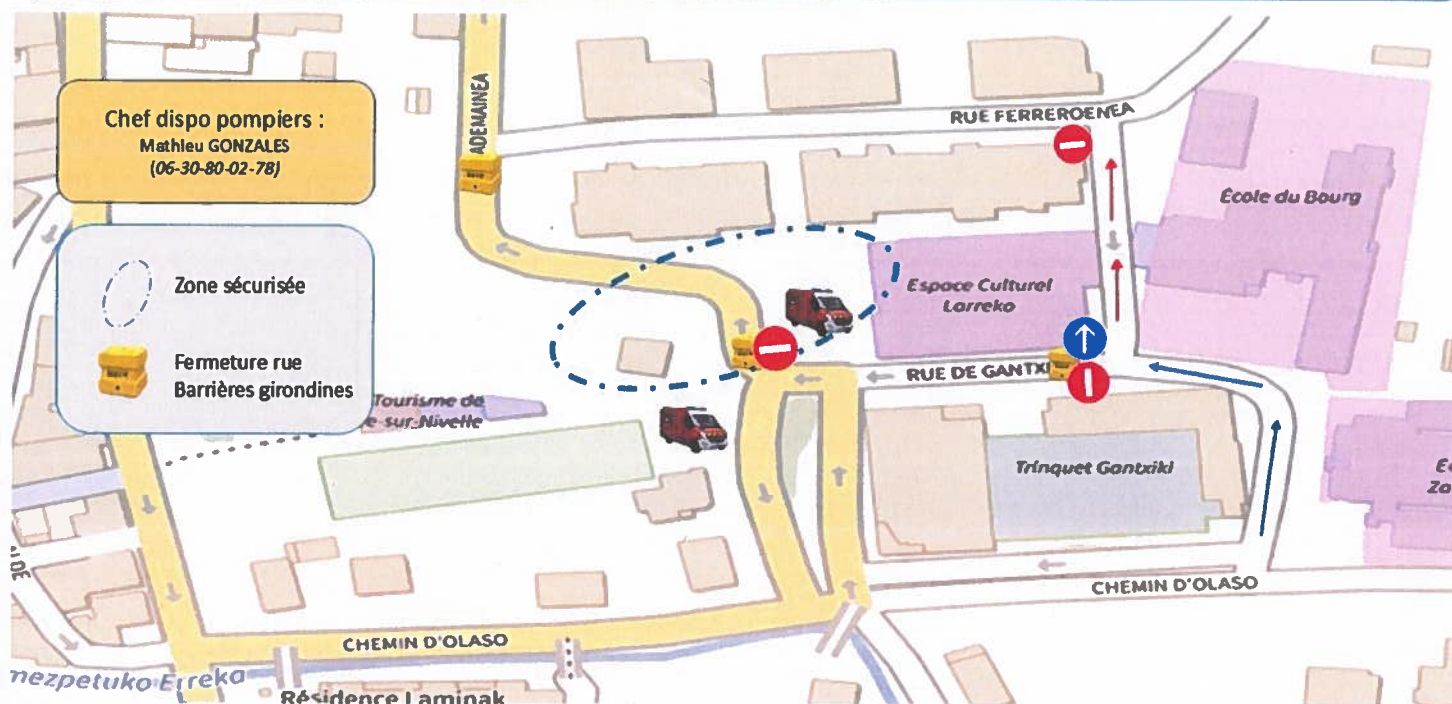 Chef dispo pompiers :
Mathieu GONZALES
(06-30-80-02-78)
Zone sécurisée
Fermeture rue
Barrières girondines
ADEMAINEA
RUE FERREROENEA
École du Bourg
Espace Culturel
Larreko
RUE DE GANTXI
Tourisme de
e-sur-Nivelle
Trinquet Gantxiki
CHEMIN D'OLASO
CHEMIN D'OLASO
mezpetuko Erreka
Résidence Laminak